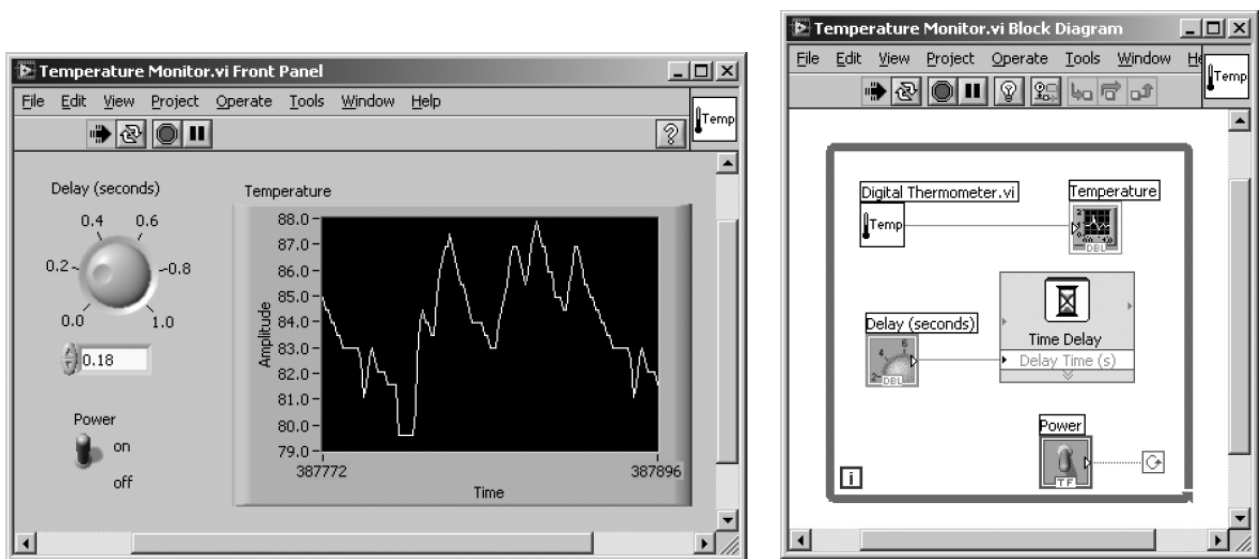 Temperature Monitor.vi Front Panel
File Edit View Project Operate Tools Window Help
Temp
Delay (seconds)
0.4 0.6
0.2 0.8
0.0 1.0
0.18
Power
on
off
Temperature
Amplitude
88.0
87.0
86.0
85.0
84.0
83.0
82.0
81.0
80.0
79.0
387772 387896
Time
Temperature Monitor.vi Block Diagram
File Edit View Project Operate Tools Window He
Temp
Digital Thermometer.vi
Temp
Temperature
DBL
Delay (seconds)
4 6
2
DBL
Time Delay
Delay Time (s)
Power
TF
i